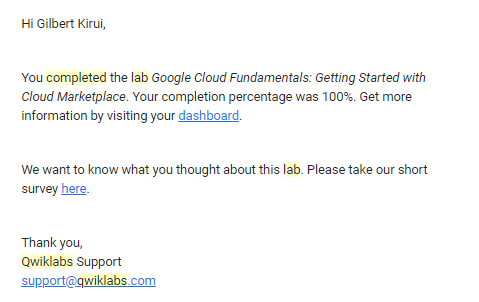 Hi Gilbert Kirui,
You completed the lab Google Cloud Fundamentals: Getting Started with
Cloud Marketplace. Your completion percentage was 100%. Get more
information by visiting your dashboard.
We want to know what you thought about this lab. Please take our short
survey here.
Thank you,
Qwiklabs Support
support@qwiklabs.com